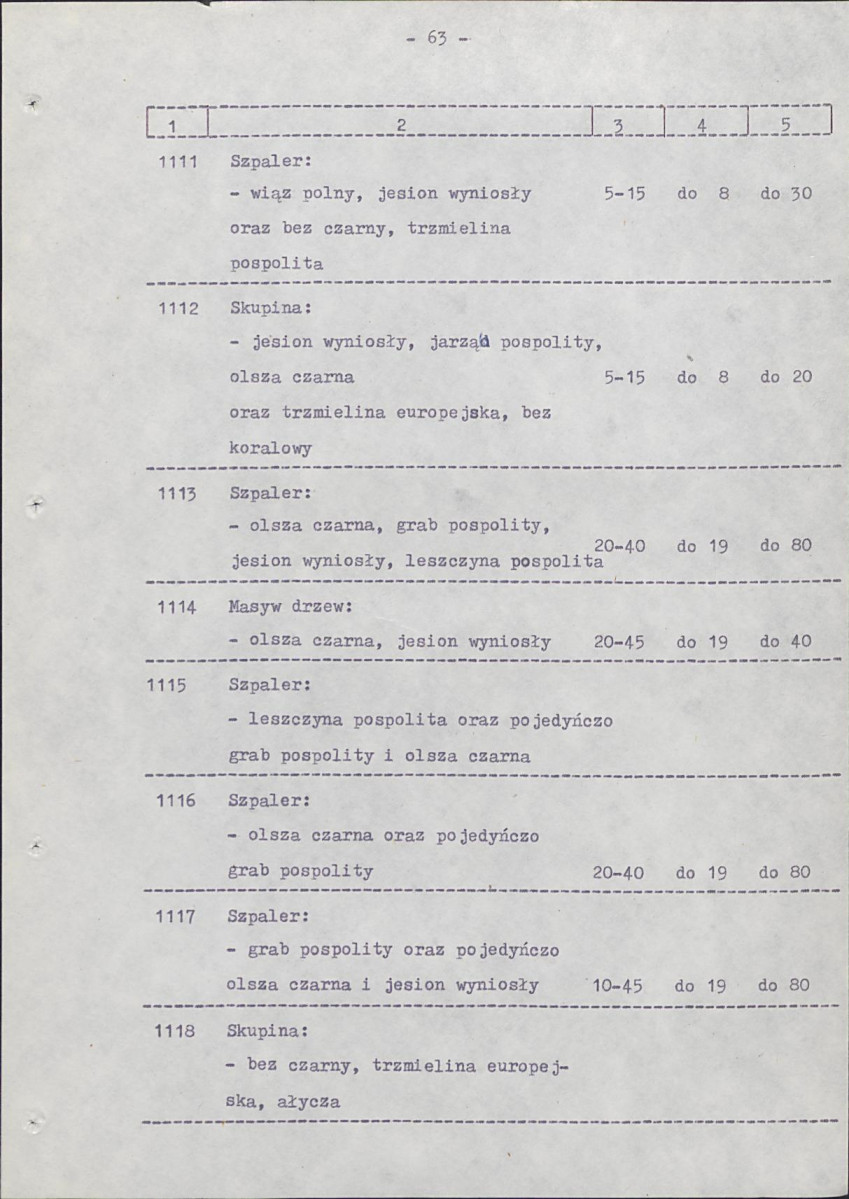 - 63 -
1 2 3 4 5
1111 Szpaler:
- wiąz polny, jesion wyniosły 5-15 do 8 do 30
oraz bez czarny, trzmielina
pospolita
1112 Skupina:
- jesion wyniosły, jarząd pospolity,
olsza czarna 5-15 do 8 do 20
oraz trzmielina europejska, bez
koralowy
1113 Szpaler:
- olsza czarna, grab pospolity,
20-40 do 19 do 80
jesion wyniosły, leszczyna pospolita
1114 Masyw drzew:
- olsza czarna, jesion wyniosły 20-45 do 19 do 40
1115 Szpaler:
- leszczyna pospolita oraz pojedyńczo
grab pospolity i olsza czarna
1116 Szpaler:
- olsza czarna oraz pojedyńczo
grab pospolity 20-40 do 19 do 80
1117 Szpaler:
- grab pospolity oraz pojedyńczo
olsza czarna i jesion wyniosły 10-45 do 19 do 80
1118 Skupina:
- bez czarny, trzmielina europej-
ska, ałycza